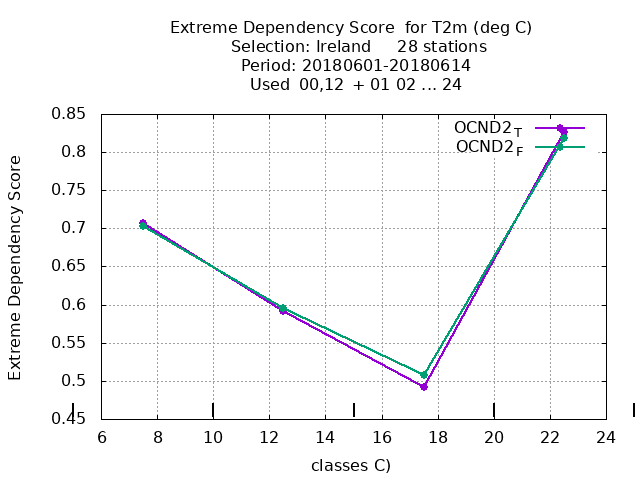 Extreme Dependency Score  for T2m (deg C)
Selection: Ireland     28 stations
Period: 20180601-20180614
Used  00,12  + 01 02 ... 24
Extreme Dependency Score
0.85
0.8
0.75
0.7
0.65
0.6
0.55
0.5
0.45
OCND2T
OCND2F
6 8 10 12 14 16 18 20 22 24
classes C)